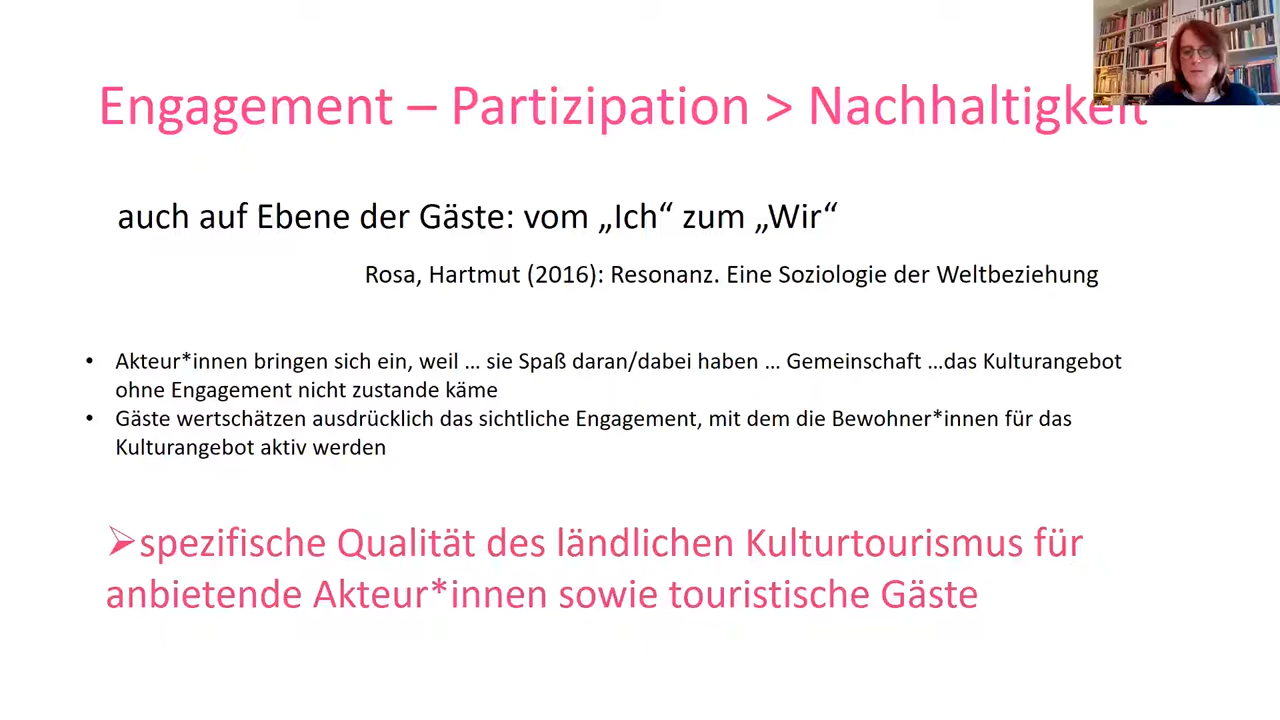 Engagement – Partizipation > Nachhaltigkeit
auch auf Ebene der Gäste: vom „Ich“ zum „Wir“
Rosa, Hartmut (2016): Resonanz. Eine Soziologie der Weltbeziehung
• Akteur*innen bringen sich ein, weil … sie Spaß daran/dabei haben … Gemeinschaft …das Kulturangebot
ohne Engagement nicht zustande käme
• Gäste wertschätzen ausdrücklich das sichtliche Engagement, mit dem die Bewohner*innen für das
Kulturangebot aktiv werden
➢spezifische Qualität des ländlichen Kulturtourismus für
anbietende Akteur*innen sowie touristische Gäste